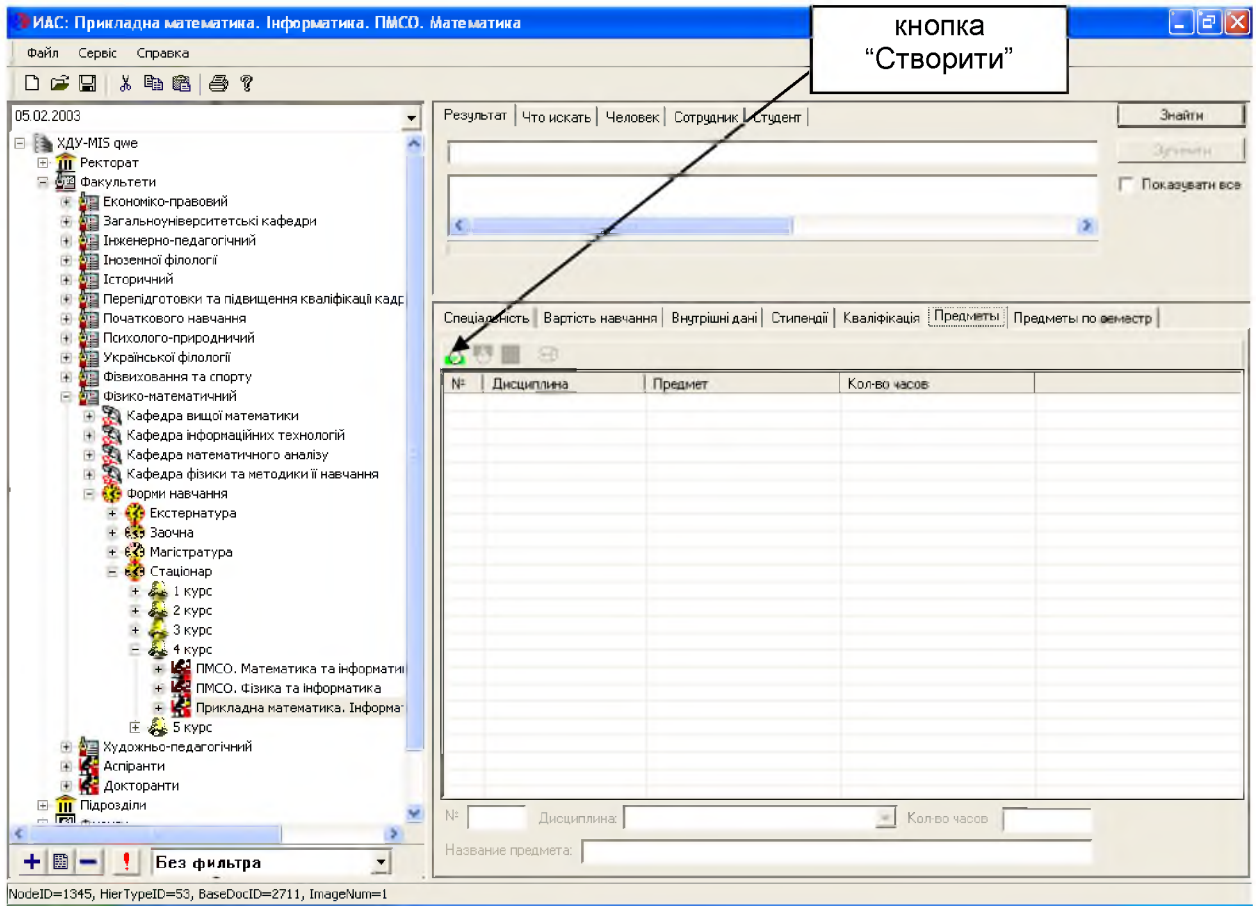 ИАС: Прикладна математика. Інформатика. ПМСО. Математика
кнопка
“Створити”
Файл Сервіс Справка
05.02.2003
ХДУ-MIS qwe
Ректорат
Факультети
Економіко-правовий
Загальноуніверситетські кафедри
Інженерно-педагогічний
Іноземної філології
Історичний
Перепідготовки та підвищення кваліфікації кадр
Початкового навчання
Психолого-природничий
Української філології
Фізвиховання та спорту
Фізико-математичний
Кафедра вищої математики
Кафедра інформаційних технологій
Кафедра математичного аналізу
Кафедра фізики та методики її навчання
Форми навчання
Екстернатура
Заочна
Магістратура
Стаціонар
1 курс
2 курс
3 курс
4 курс
ПМСО. Математика та інформати
ПМСО. Фізика та інформатика
Прикладна математика. Інформа
5 курс
Художньо-педагогічний
Аспіранти
Докторанти
Підрозділи
Без фильтра
Результат Что искать Человек Сотрудник Студент
Знайти
Показувати все
Спеціальність Вартість навчання Внутрішні дані Стипендії Кваліфікація Предметы Предметы по семестр
№ Дисциплина Предмет Кол-во часов
№ Дисциплина: Кол-во часов
Название предмета:
NodeID=1345, HierTypeID=53, BaseDocID=2711, ImageNum=1